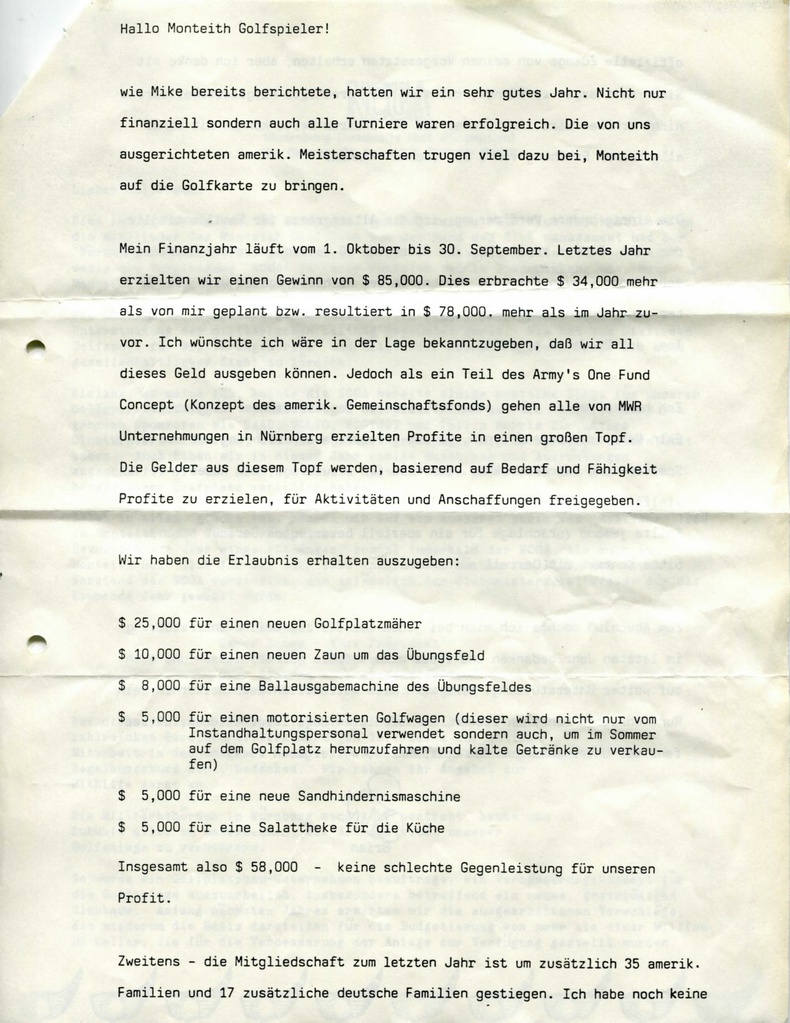 Hallo Monteith Golfspieler!
wie Mike bereits berichtete, hatten wir ein sehr gutes Jahr. Nicht nur
finanziell sondern auch alle Turniere waren erfolgreich. Die von uns
ausgerichteten amerik. Meisterschaften trugen viel dazu bei, Monteith
auf die Golfkarte zu bringen.
Mein Finanzjahr läuft vom 1. Oktober bis 30. September. Letztes Jahr
erzielten wir einen Gewinn von $ 85,000. Dies erbrachte $ 34,000 mehr
als von mir geplant bzw. resultiert in $ 78,000. mehr als im Jahr zu-
vor. Ich wünschte ich wäre in der Lage bekanntzugeben, daß wir all
dieses Geld ausgeben können. Jedoch als ein Teil des Army's One Fund
Concept (Konzept des amerik. Gemeinschaftsfonds) gehen alle von MWR
Unternehmungen in Nürnberg erzielten Profite in einen großen Topf.
Die Gelder aus diesem Topf werden, basierend auf Bedarf und Fähigkeit
Profite zu erzielen, für Aktivitäten und Anschaffungen freigegeben.
Wir haben die Erlaubnis erhalten auszugeben:
$ 25,000 für einen neuen Golfplatzmäher
$ 10,000 für einen neuen Zaun um das Übungsfeld
$ 8,000 für eine Ballausgabemachine des Übungsfeldes
$ 5,000 für einen motorisierten Golfwagen (dieser wird nicht nur vom
Instandhaltungspersonal verwendet sondern auch, um im Sommer
auf dem Golfplatz herumzufahren und kalte Getränke zu verkau-
fen)
$ 5,000 für eine neue Sandhindernismaschine
$ 5,000 für eine Salattheke für die Küche
Insgesamt also $ 58,000 - keine schlechte Gegenleistung für unseren
Profit.
Zweitens - die Mitgliedschaft zum letzten Jahr ist um zusätzlich 35 amerik.
Familien und 17 zusätzliche deutsche Familien gestiegen. Ich habe noch keine